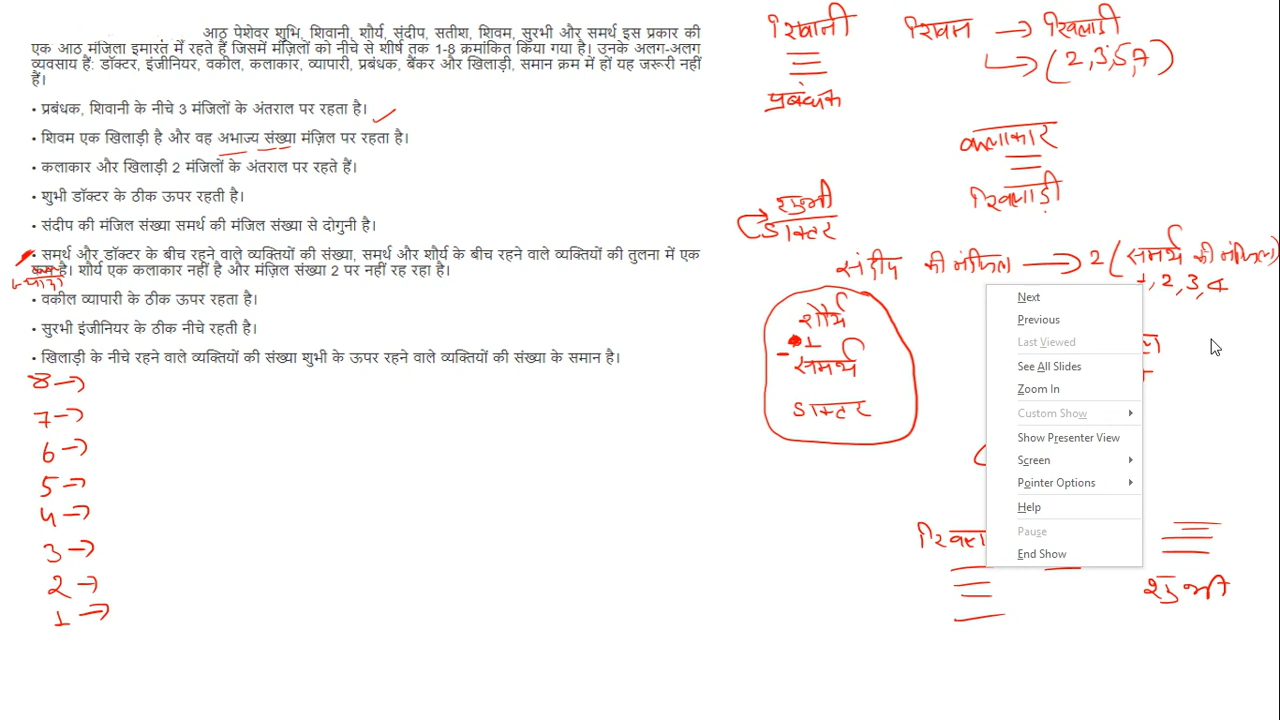 आठ पेशेवर शुभि, शिवानी, शौर्य, संदीप, सतीश, शिवम, सुरभी और समर्थ इस प्रकार की
एक आठ मंजिला इमारत में रहते हैं जिसमें मंज़िलों को नीचे से शीर्ष तक 1-8 क्रमांकित किया गया है। उनके अलग-अलग
व्यवसाय हैं: डॉक्टर, इंजीनियर, वकील, कलाकार, व्यापारी, प्रबंधक, बैंकर और खिलाड़ी, समान क्रम में हों यह जरूरी नहीं
हैं।
• प्रबंधक, शिवानी के नीचे 3 मंजिलों के अंतराल पर रहता है।
• शिवम एक खिलाड़ी है और वह अभाज्य संख्या मंज़िल पर रहता है।
• कलाकार और खिलाड़ी 2 मंजिलों के अंतराल पर रहते हैं।
• शुभी डॉक्टर के ठीक ऊपर रहती है।
• संदीप की मंजिल संख्या समर्थ की मंजिल संख्या से दोगुनी है।
• समर्थ और डॉक्टर के बीच रहने वाले व्यक्तियों की संख्या, समर्थ और शौर्य के बीच रहने वाले व्यक्तियों की तुलना में एक
कम है। शौर्य एक कलाकार नहीं है और मंज़िल संख्या 2 पर नहीं रह रहा है।
• वकील व्यापारी के ठीक ऊपर रहता है।
• सुरभी इंजीनियर के ठीक नीचे रहती है।
• खिलाड़ी के नीचे रहने वाले व्यक्तियों की संख्या शुभी के ऊपर रहने वाले व्यक्तियों की संख्या के समान है।
8 →
7 →
6 →
5 →
4 →
3 →
2 →
1 →
शिवानी
प्रबंधक
शिवम → खिलाड़ी
(2,3,5,7)
कलाकार
खिलाड़ी
शुभी
डाक्टर
संदीप की मंजिल → 2 (समर्थ की मंजिल)
1, 2, 3, 4
शौर्य
1
समर्थ
डाक्टर
शुभी
Next
Previous
Last Viewed
See All Slides
Zoom In
Custom Show
Show Presenter View
Screen
Pointer Options
Help
Pause
End Show